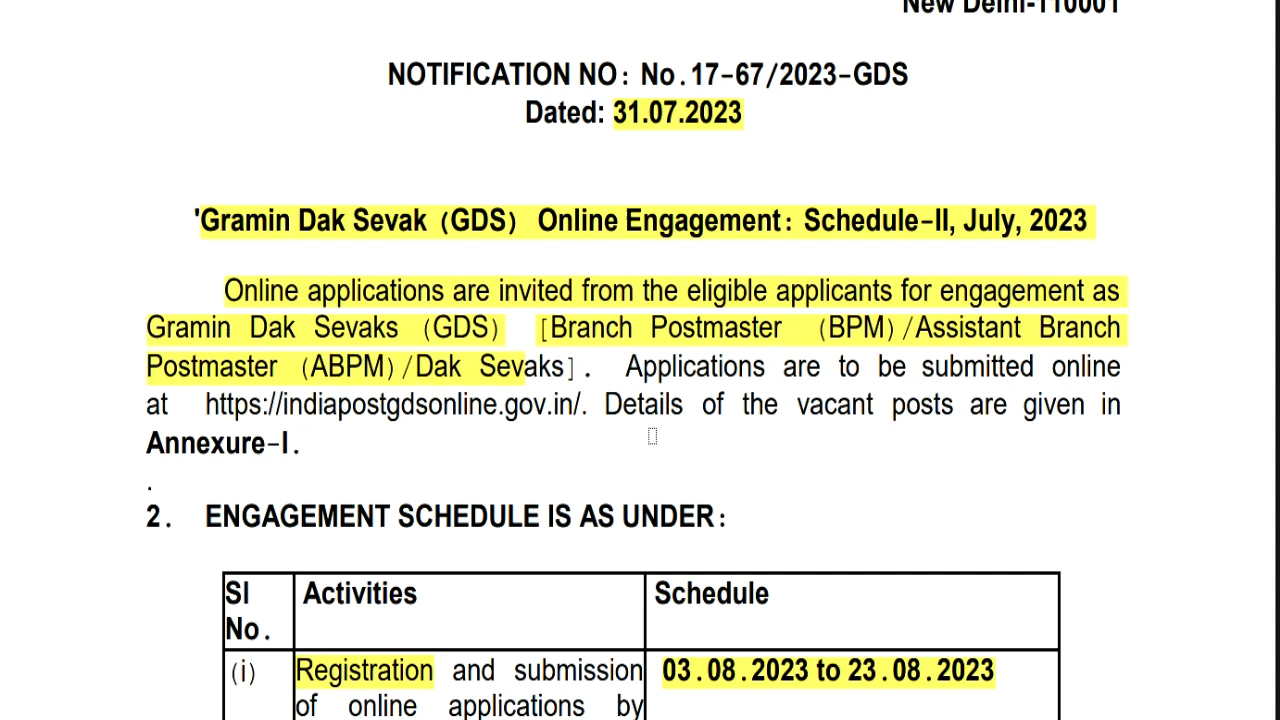 New Delhi-110001
NOTIFICATION NO: No.17-67/2023-GDS
Dated: 31.07.2023
'Gramin Dak Sevak (GDS) Online Engagement: Schedule-II, July, 2023
Online applications are invited from the eligible applicants for engagement as
Gramin Dak Sevaks (GDS) [Branch Postmaster (BPM)/Assistant Branch
Postmaster (ABPM)/Dak Sevaks]. Applications are to be submitted online
at https://indiapostgdsonline.gov.in/. Details of the vacant posts are given in
Annexure-I.
.
2. ENGAGEMENT SCHEDULE IS AS UNDER:
Sl No. Activities Schedule
(i) Registration and submission 03.08.2023 to 23.08.2023
of online applications by